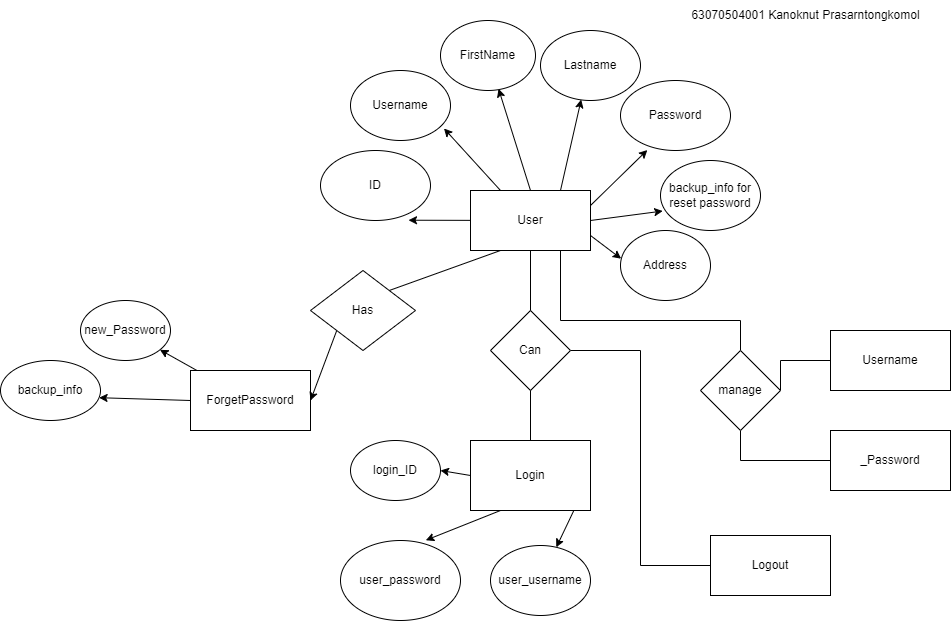 63070504001 Kanoknut Prasarntongkomol
FirstName
Lastname
Username
Password
ID
backup_info for
reset password
User
Address
Has
new_Password
Can
Username
backup_info
manage
ForgetPassword
_Password
login_ID
Login
Logout
user_password
user_username